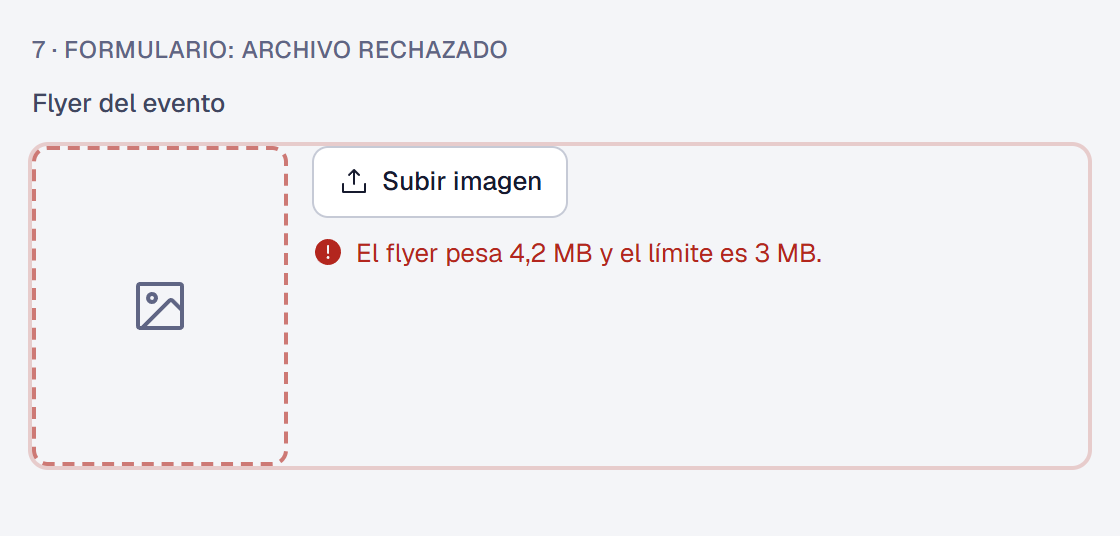 7 · FORMULARIO: ARCHIVO RECHAZADO
Flyer del evento
Subir imagen
El flyer pesa 4,2 MB y el límite es 3 MB.